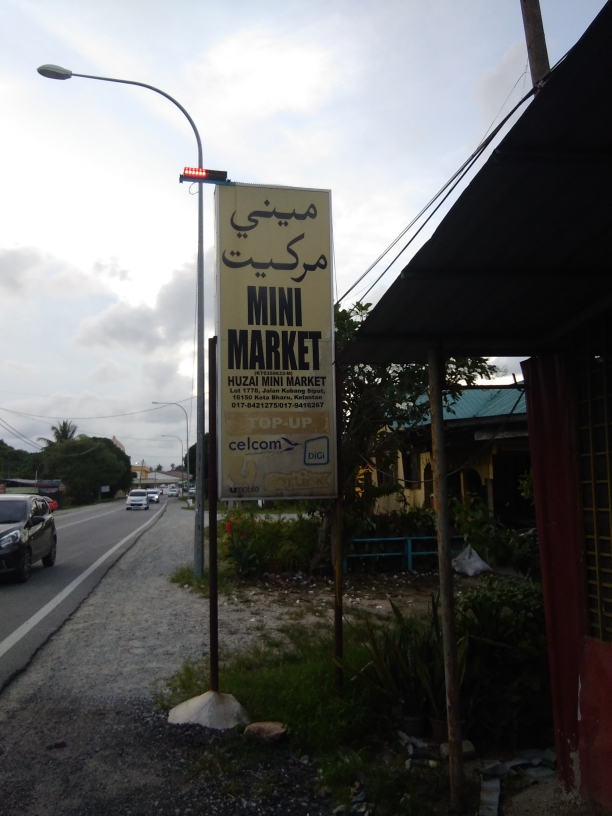 ميني
مركيت
MINI
MARKET
HUZAI MINI MARKET
Lot 1778, Jalan Kubang Siput,
16150 Kota Bharu, Kelantan
017-8421275/017-9416267
TOP-UP
celcom
DiGi